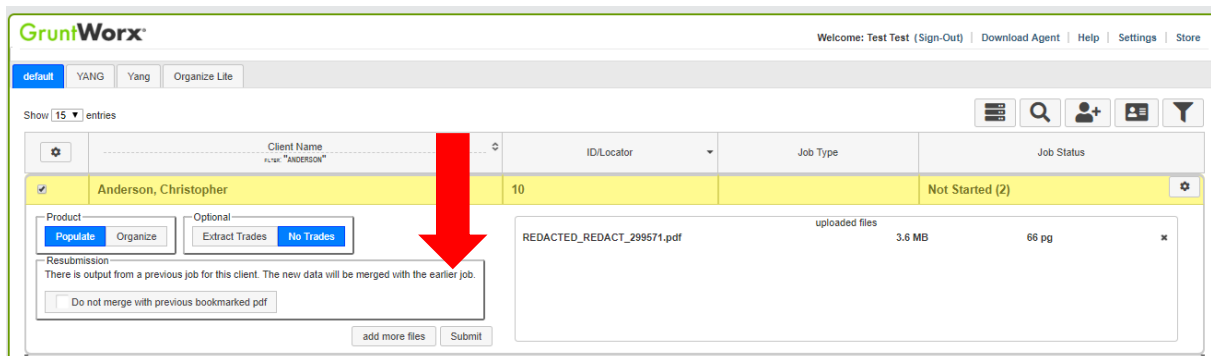 GruntWorx
Welcome: Test Test (Sign-Out) | Download Agent | Help | Settings | Store
default YANG Yang Organize Lite
Show 15 entries
Client Name
FILTER: "ANDERSON"
ID/Locator
Job Type
Job Status
Anderson, Christopher 10 Not Started (2)
Product
Populate Organize
Optional
Extract Trades No Trades
Resubmission
There is output from a previous job for this client. The new data will be merged with the earlier job.
Do not merge with previous bookmarked pdf
add more files Submit
uploaded files
REDACTED_REDACT_299571.pdf 3.6 MB 66 pg x